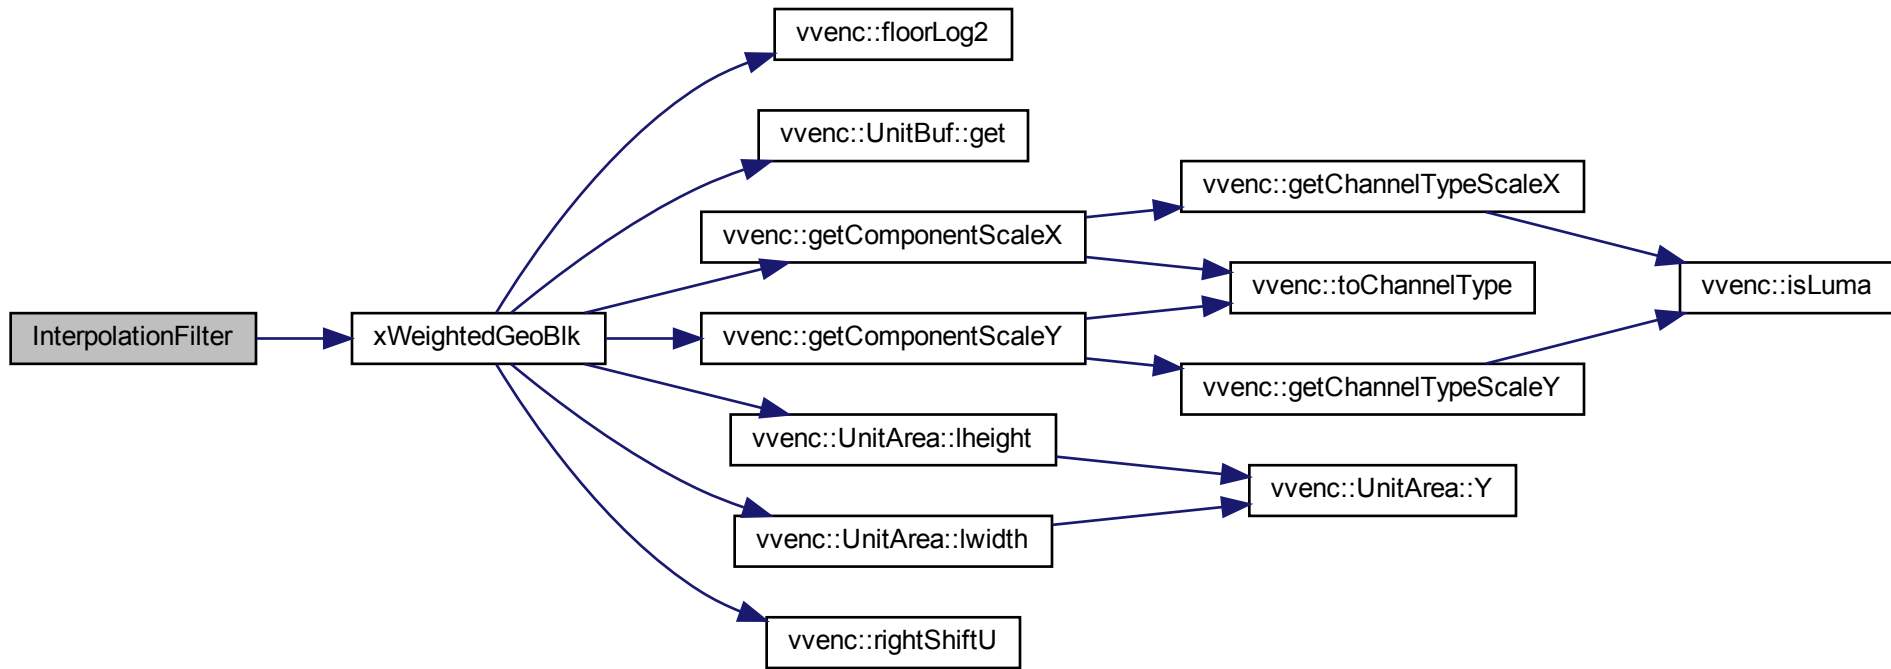 InterpolationFilter
xWeightedGeoBlk
vvenc::floorLog2
vvenc::UnitBuf::get
vvenc::getComponentScaleX
vvenc::getComponentScaleY
vvenc::UnitArea::lheight
vvenc::UnitArea::lwidth
vvenc::rightShiftU
vvenc::getChannelTypeScaleX
vvenc::toChannelType
vvenc::getChannelTypeScaleY
vvenc::UnitArea::Y
vvenc::isLuma